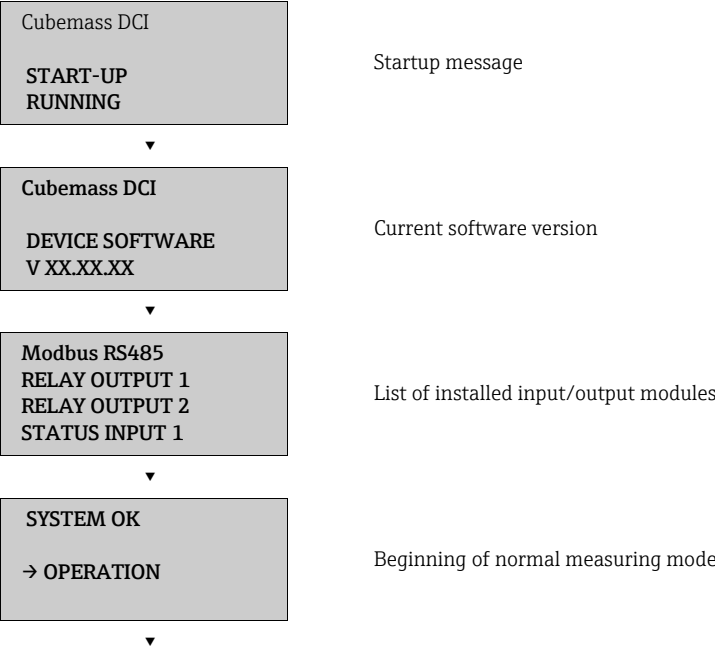 Cubemass DCI
START-UP
RUNNING
Startup message
▼
Cubemass DCI
DEVICE SOFTWARE
V XX.XX.XX
Current software version
▼
Modbus RS485
RELAY OUTPUT 1
RELAY OUTPUT 2
STATUS INPUT 1
List of installed input/output modules
▼
SYSTEM OK
→ OPERATION
Beginning of normal measuring mode
▼